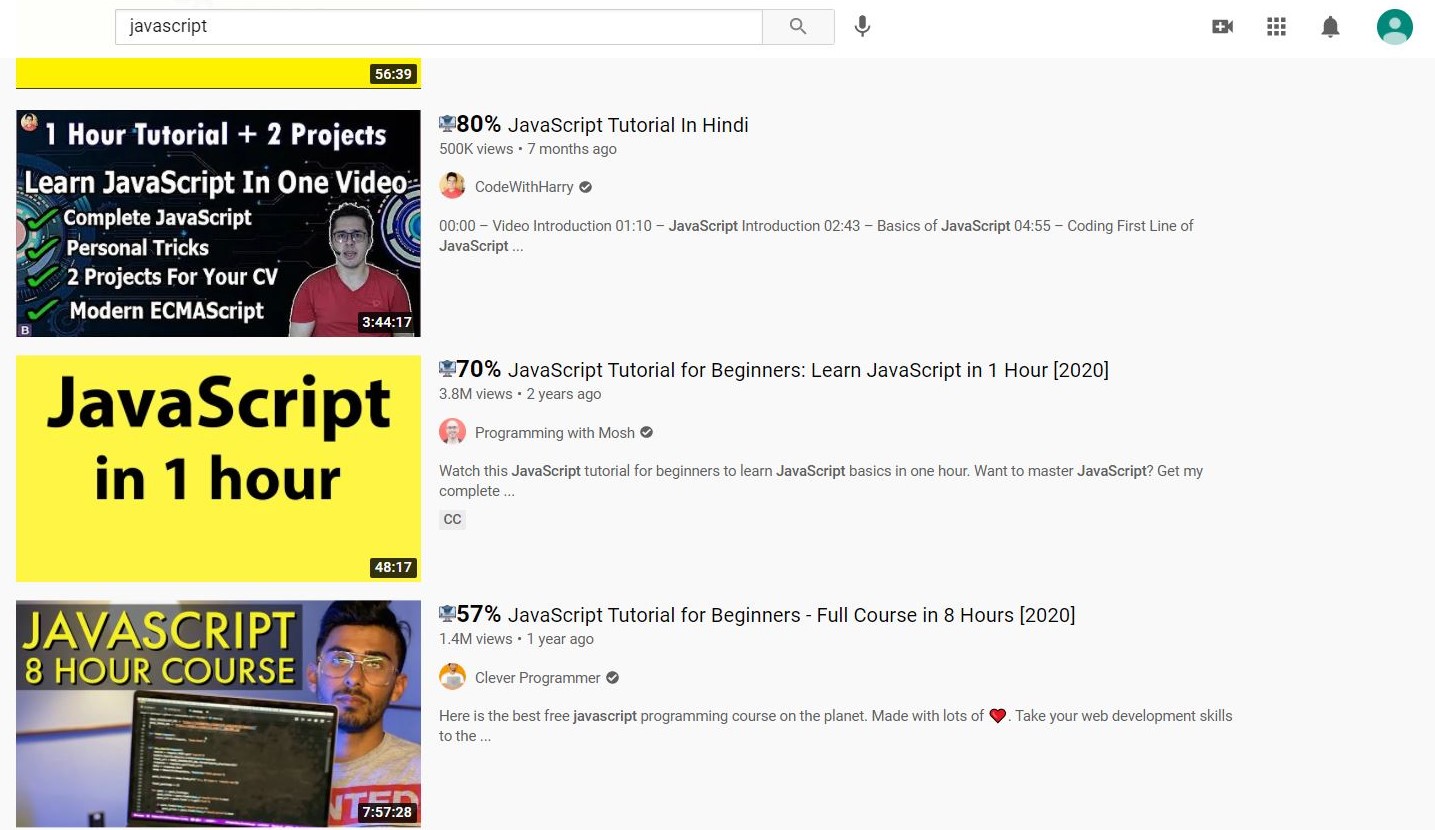 javascript
56:39
1 Hour Tutorial + 2 Projects
Learn JavaScript In One Video
Complete JavaScript
Personal Tricks
2 Projects For Your CV
Modern ECMAScript
B
3:44:17
80% JavaScript Tutorial In Hindi
500K views • 7 months ago
CodeWithHarry
00:00 – Video Introduction 01:10 – JavaScript Introduction 02:43 – Basics of JavaScript 04:55 – Coding First Line of
JavaScript ...
JavaScript
in 1 hour
48:17
70% JavaScript Tutorial for Beginners: Learn JavaScript in 1 Hour [2020]
3.8M views • 2 years ago
Programming with Mosh
Watch this JavaScript tutorial for beginners to learn JavaScript basics in one hour. Want to master JavaScript? Get my
complete ...
CC
JAVASCRIPT
8 HOUR COURSE
7:57:28
57% JavaScript Tutorial for Beginners - Full Course in 8 Hours [2020]
1.4M views • 1 year ago
Clever Programmer
Here is the best free javascript programming course on the planet. Made with lots of ❤️. Take your web development skills
to the ...